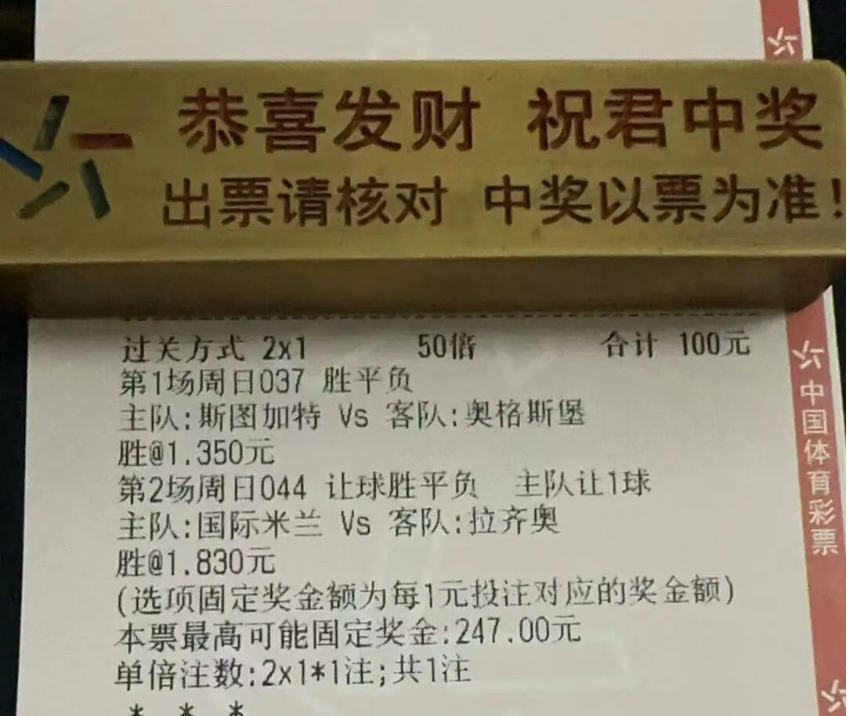 恭喜发财 祝君中奖
出票请核对 中奖以票为准!
过关方式 2x1 50倍 合计 100元
第1场周日037 胜平负
主队:斯图加特 Vs 客队:奥格斯堡
胜@1.350元
第2场周日044 让球胜平负 主队让1球
主队:国际米兰 Vs 客队:拉齐奥
胜@1.830元
(选项固定奖金额为每1元投注对应的奖金额)
本票最高可能固定奖金:247.00元
单倍注数:2x1*1注;共1注
* * *
中国体育彩票